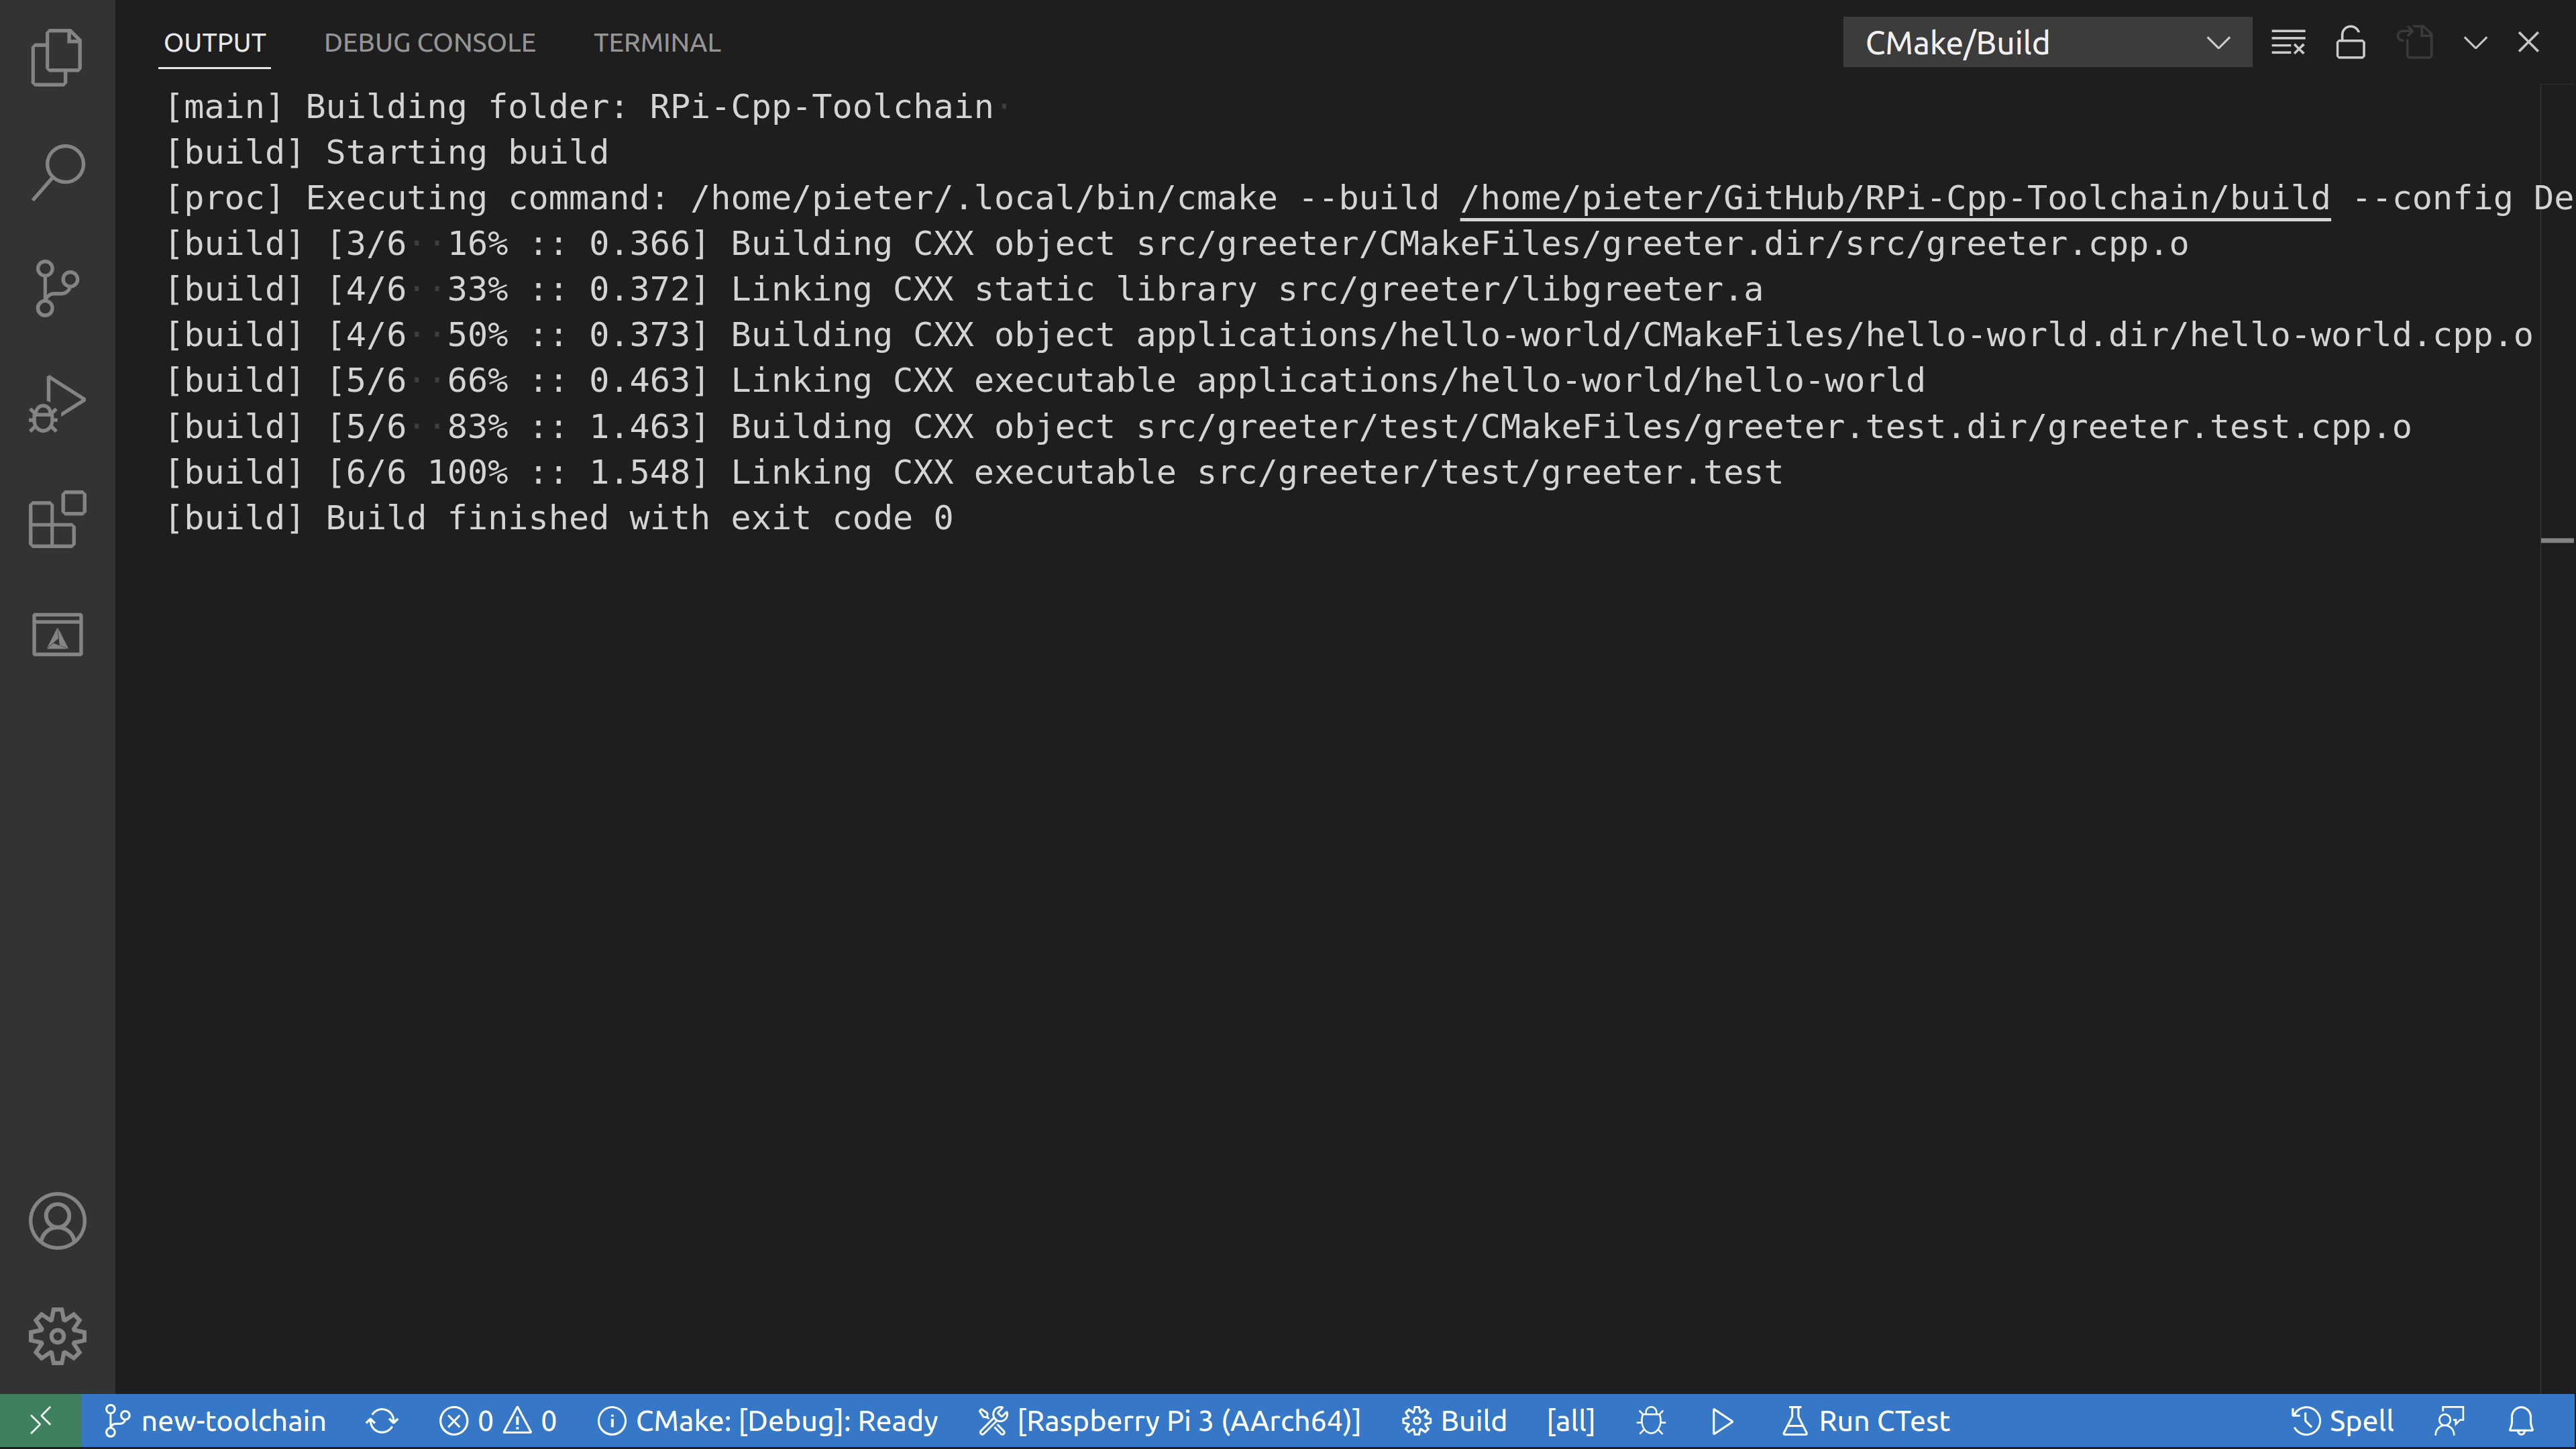 OUTPUT DEBUG CONSOLE TERMINAL CMake/Build
[main] Building folder: RPi-Cpp-Toolchain
[build] Starting build
[proc] Executing command: /home/pieter/.local/bin/cmake --build /home/pieter/GitHub/RPi-Cpp-Toolchain/build --config De
[build] [3/6  16% :: 0.366] Building CXX object src/greeter/CMakeFiles/greeter.dir/src/greeter.cpp.o
[build] [4/6  33% :: 0.372] Linking CXX static library src/greeter/libgreeter.a
[build] [4/6  50% :: 0.373] Building CXX object applications/hello-world/CMakeFiles/hello-world.dir/hello-world.cpp.o
[build] [5/6  66% :: 0.463] Linking CXX executable applications/hello-world/hello-world
[build] [5/6  83% :: 1.463] Building CXX object src/greeter/test/CMakeFiles/greeter.test.dir/greeter.test.cpp.o
[build] [6/6 100% :: 1.548] Linking CXX executable src/greeter/test/greeter.test
[build] Build finished with exit code 0
new-toolchain 0 0 CMake: [Debug]: Ready [Raspberry Pi 3 (AArch64)] Build [all] Run CTest Spell